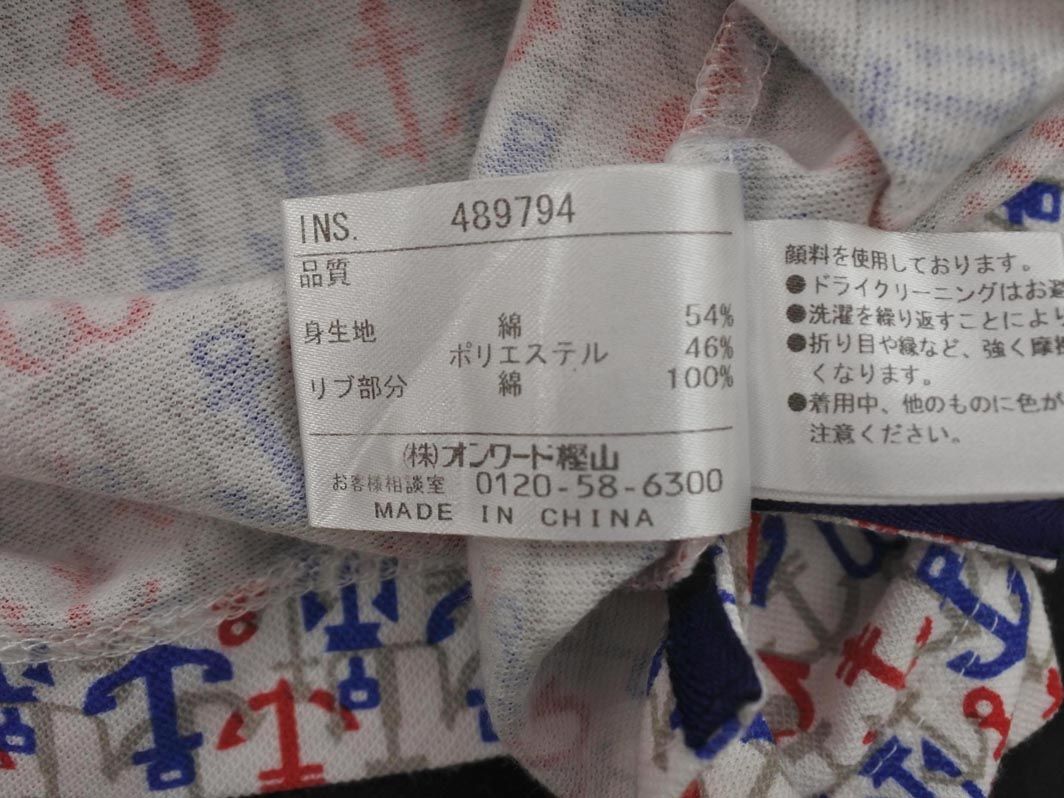 INS. 489794
品質
身生地 綿 54%
ポリエステル 46%
リブ部分 綿 100%
(株)オンワード樫山
お客様相談室 0120-58-6300
MADE IN CHINA
顔料を使用しております。
●ドライクリーニングはお避
●洗濯を繰り返すことにより
●折り目や縁など、強く摩擦
くなります。
●着用中、他のものに色が
注意ください。